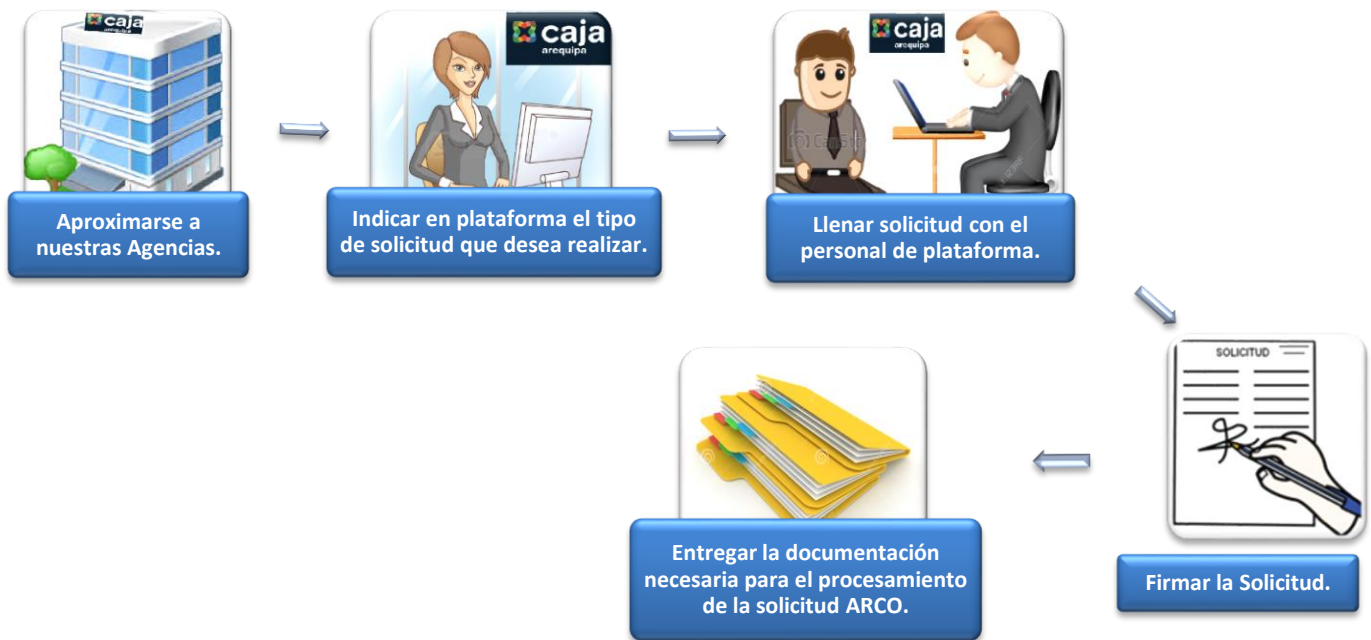 caja
caja
arequipa
caja
arequipa
Aproximarse a
nuestras Agencias.
Indicar en plataforma el tipo
de solicitud que desea realizar.
Llenar solicitud con el
personal de plataforma.
SOLICITUD
Firmar la Solicitud.
Entregar la documentación
necesaria para el procesamiento
de la solicitud ARCO.